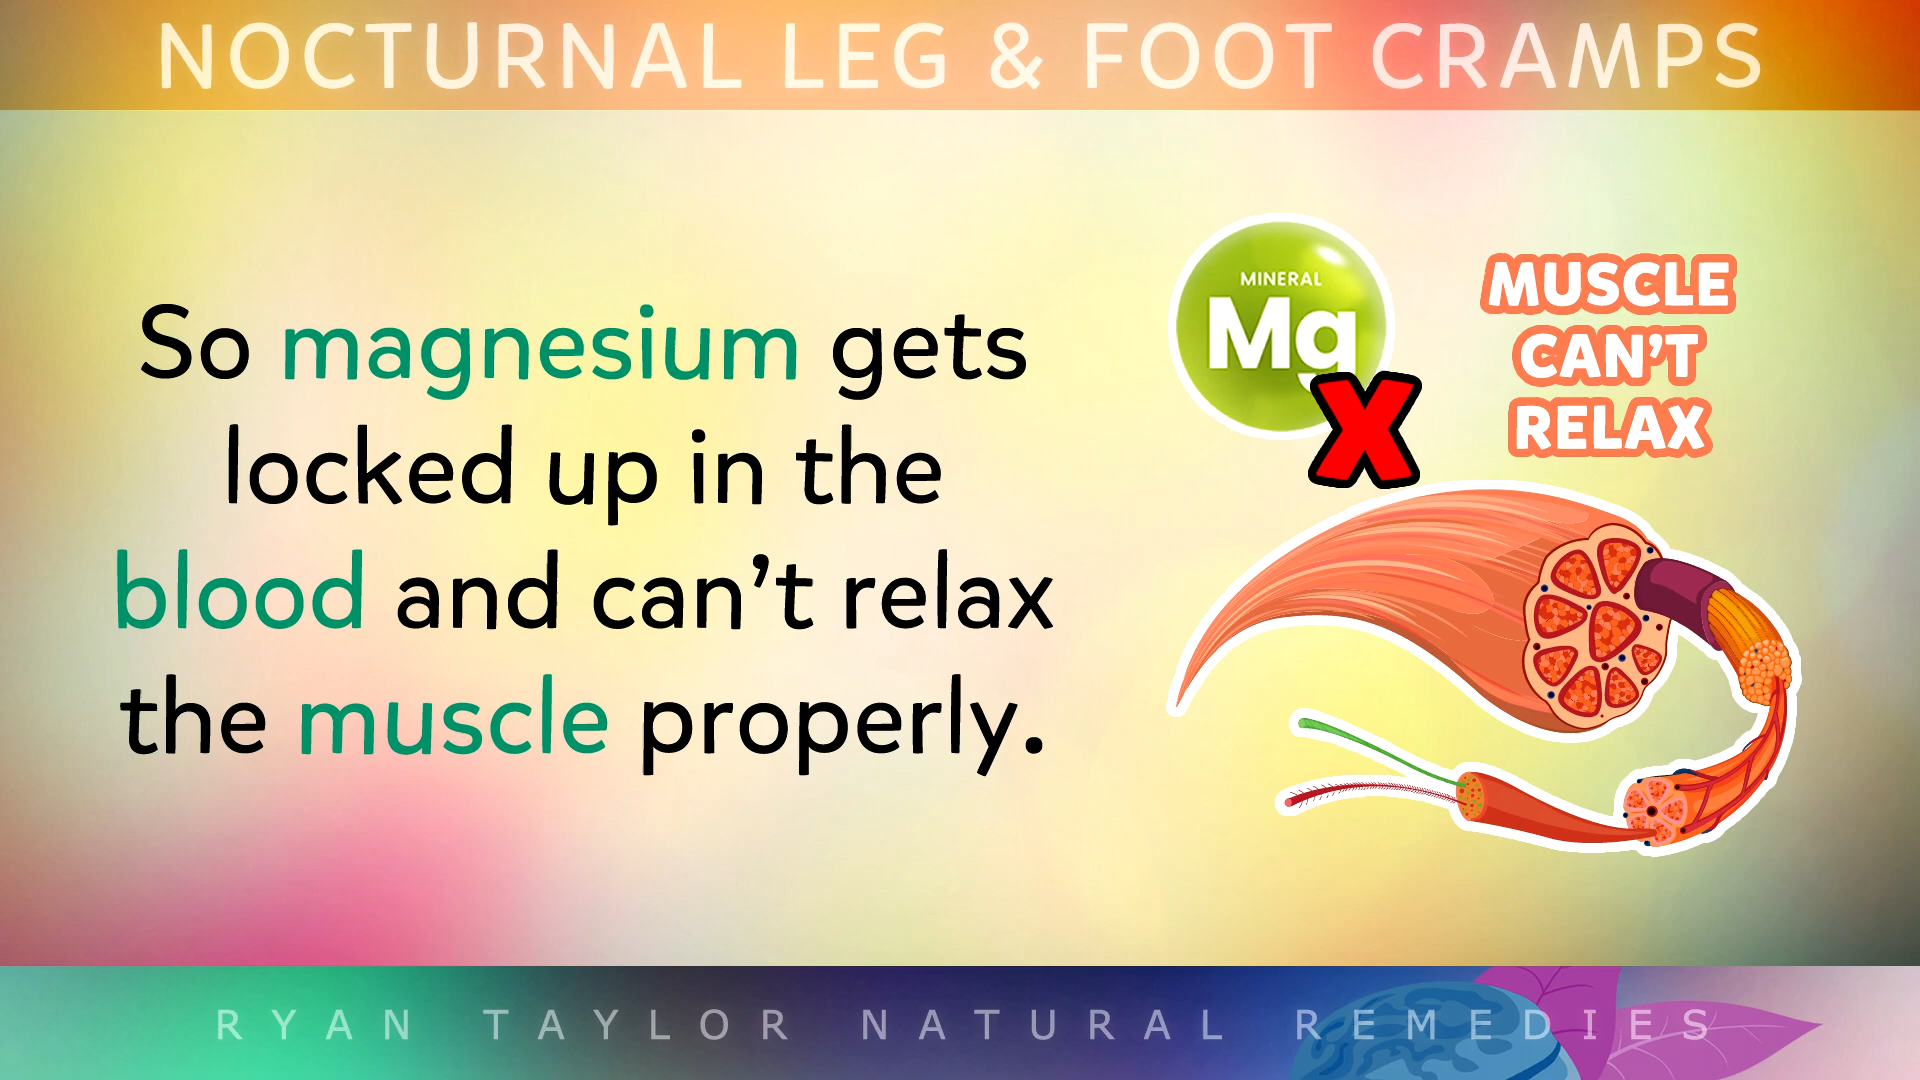 NOCTURNAL LEG & FOOT CRAMPS
So magnesium gets
locked up in the
blood and can’t relax
the muscle properly.
MINERAL
Mg
X
MUSCLE
CAN’T
RELAX
RYAN TAYLOR NATURAL REMEDIES